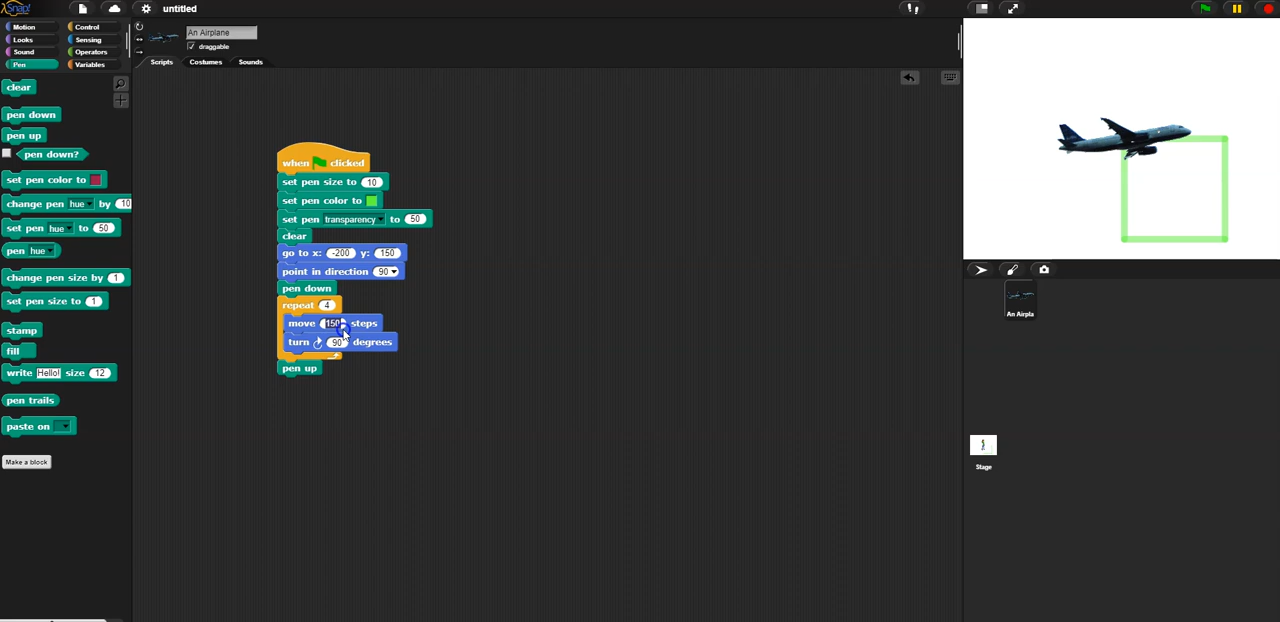 Snap!
untitled
Motion
Control
Looks
Sensing
Sound
Operators
Pen
Variables
An Airplane
draggable
Scripts
Costumes
Sounds
clear
pen down
pen up
pen down?
set pen color to
change pen hue by 10
set pen hue to 50
pen hue
change pen size by 1
set pen size to 1
stamp
fill
write Hello! size 12
pen trails
paste on
Make a block
when clicked
set pen size to 10
set pen color to
set pen transparency to 50
clear
go to x: -200 y: 150
point in direction 90
pen down
repeat 4
move 150 steps
turn 90 degrees
pen up
An Airpla
Stage